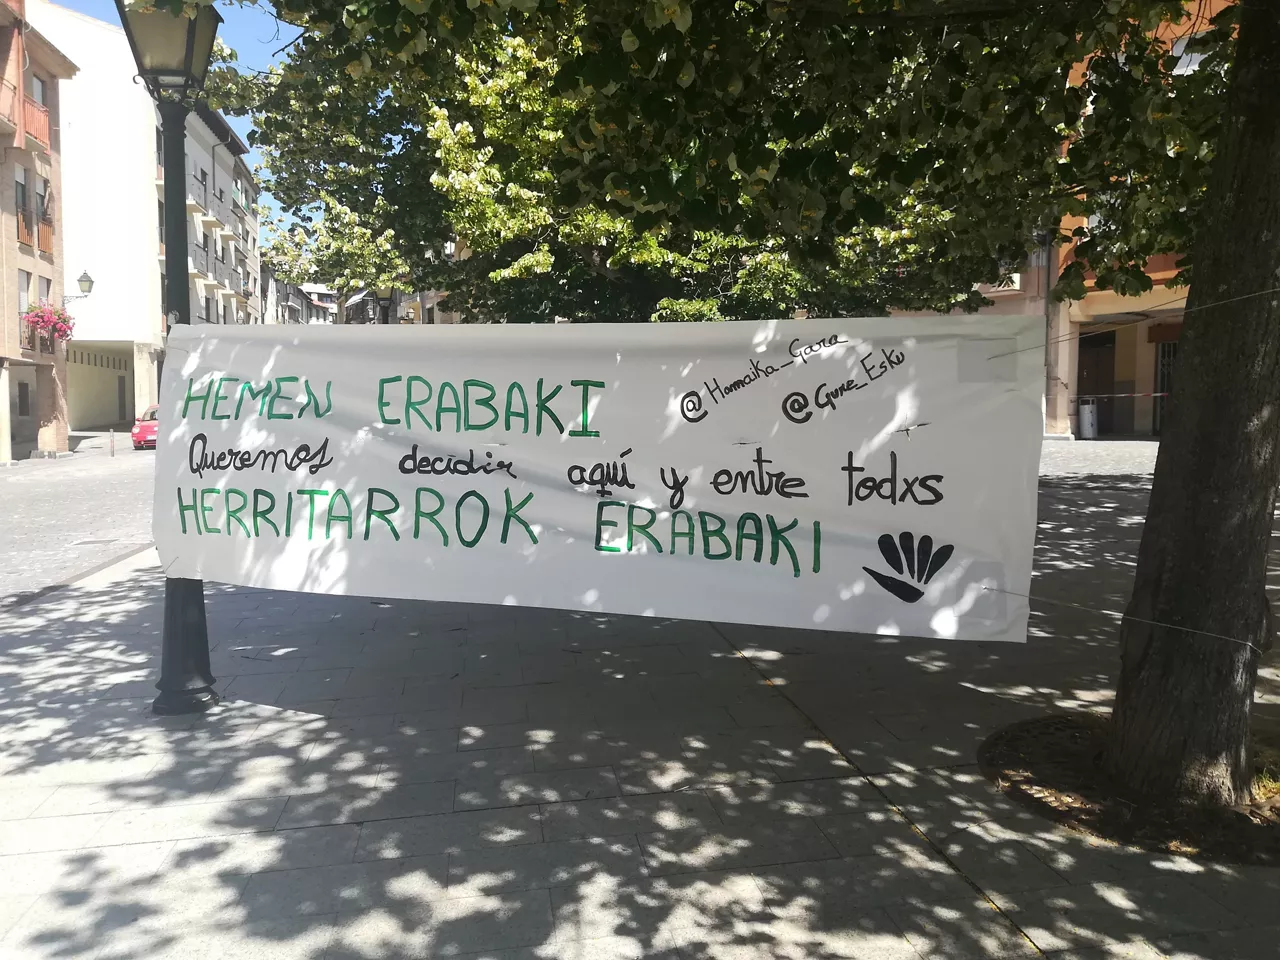 HEMEN ERABAKI
@Hamaika_Gara
@Gure_Esku
Queremos decidir aquí y entre todxs
HERRITARROK ERABAKI